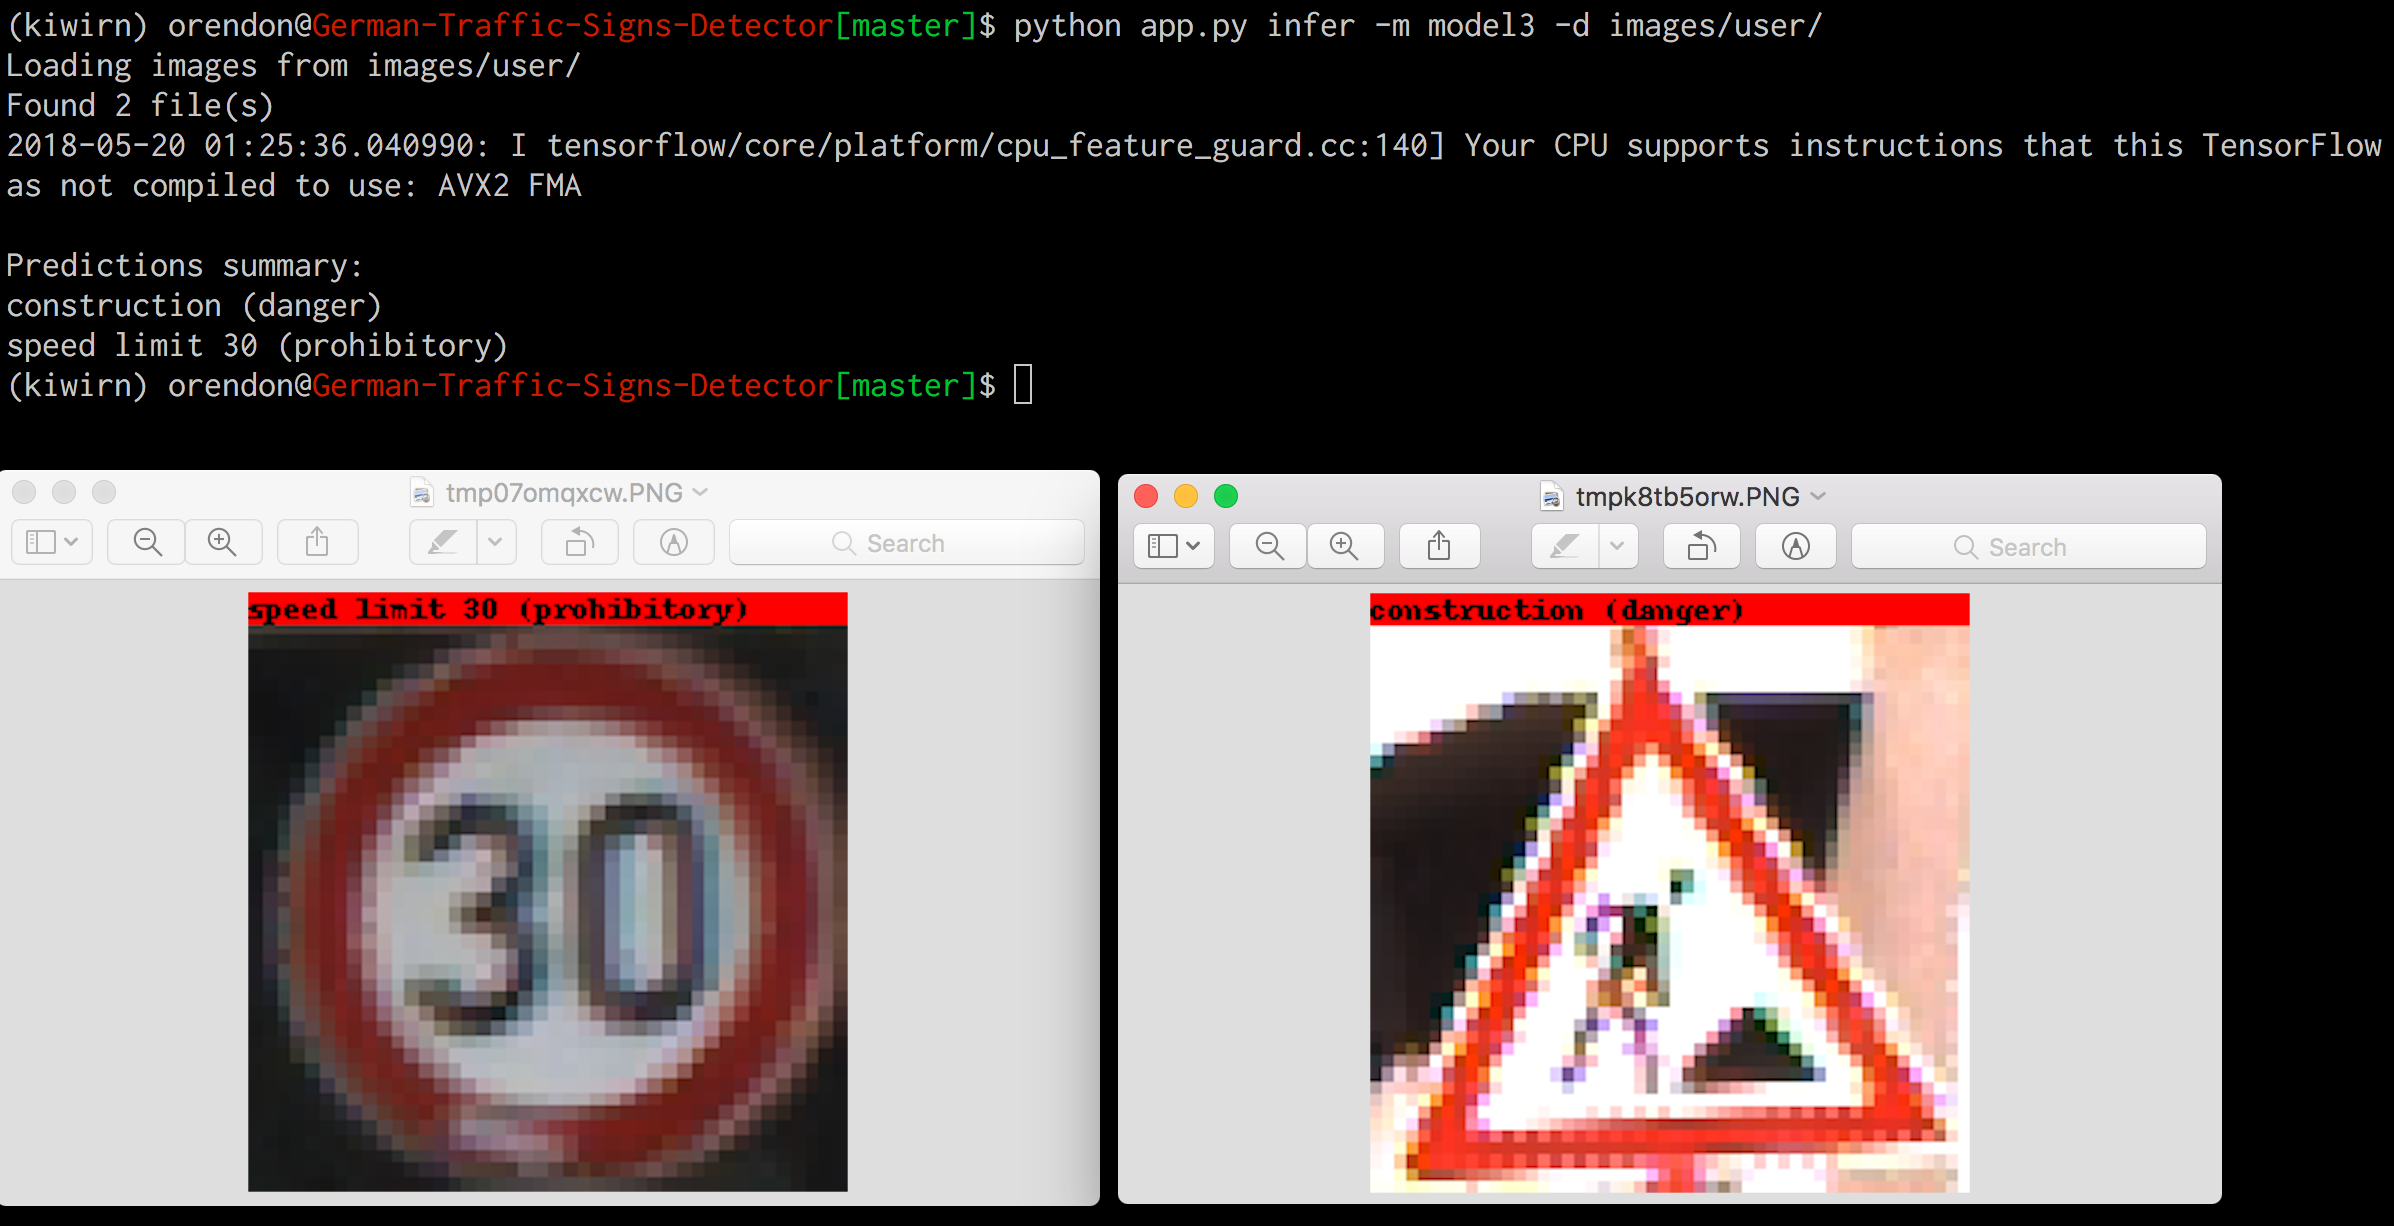 (kiwirn) orendon@German-Traffic-Signs-Detector[master]$ python app.py infer -m model3 -d images/user/
Loading images from images/user/
Found 2 file(s)
2018-05-20 01:25:36.040990: I tensorflow/core/platform/cpu_feature_guard.cc:140] Your CPU supports instructions that this TensorFlow
as not compiled to use: AVX2 FMA
Predictions summary:
construction (danger)
speed limit 30 (prohibitory)
(kiwirn) orendon@German-Traffic-Signs-Detector[master]$
tmp07omqxcw.PNG
Search
speed limit 30 (prohibitory)
30
tmpk8tb5orw.PNG
Search
construction (danger)